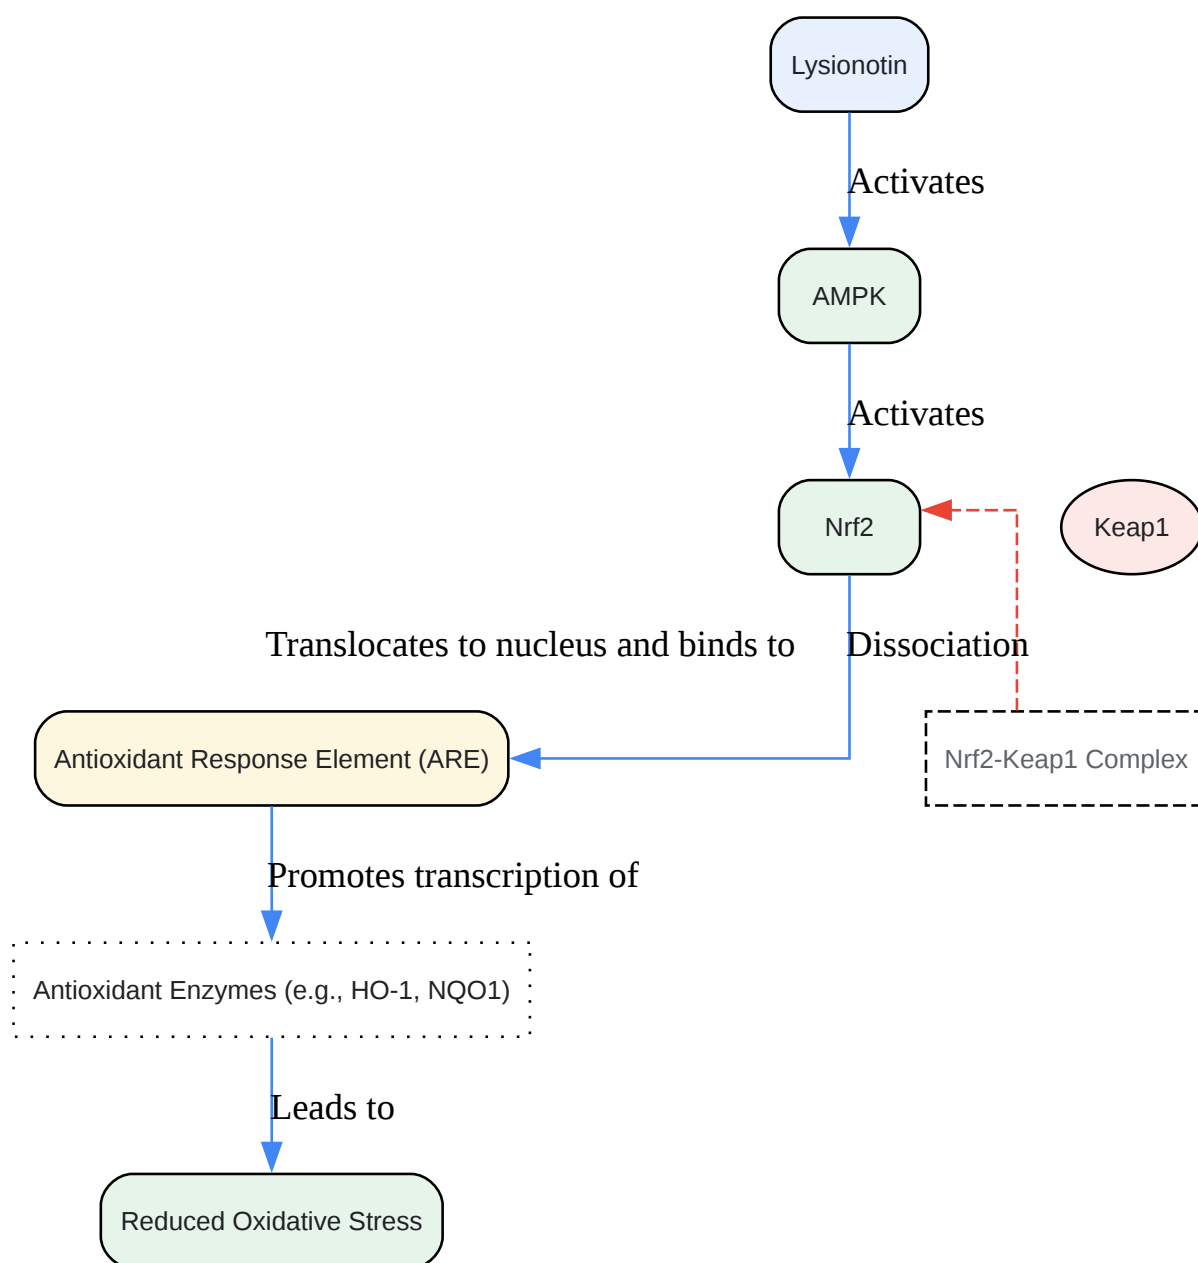 Lysionotin
Activates
AMPK
Activates
Nrf2
Keap1
Translocates to nucleus and binds to
Dissociation
Antioxidant Response Element (ARE)
Nrf2-Keap1 Complex
Promotes transcription of
Antioxidant Enzymes (e.g., HO-1, NQO1)
Leads to
Reduced Oxidative Stress